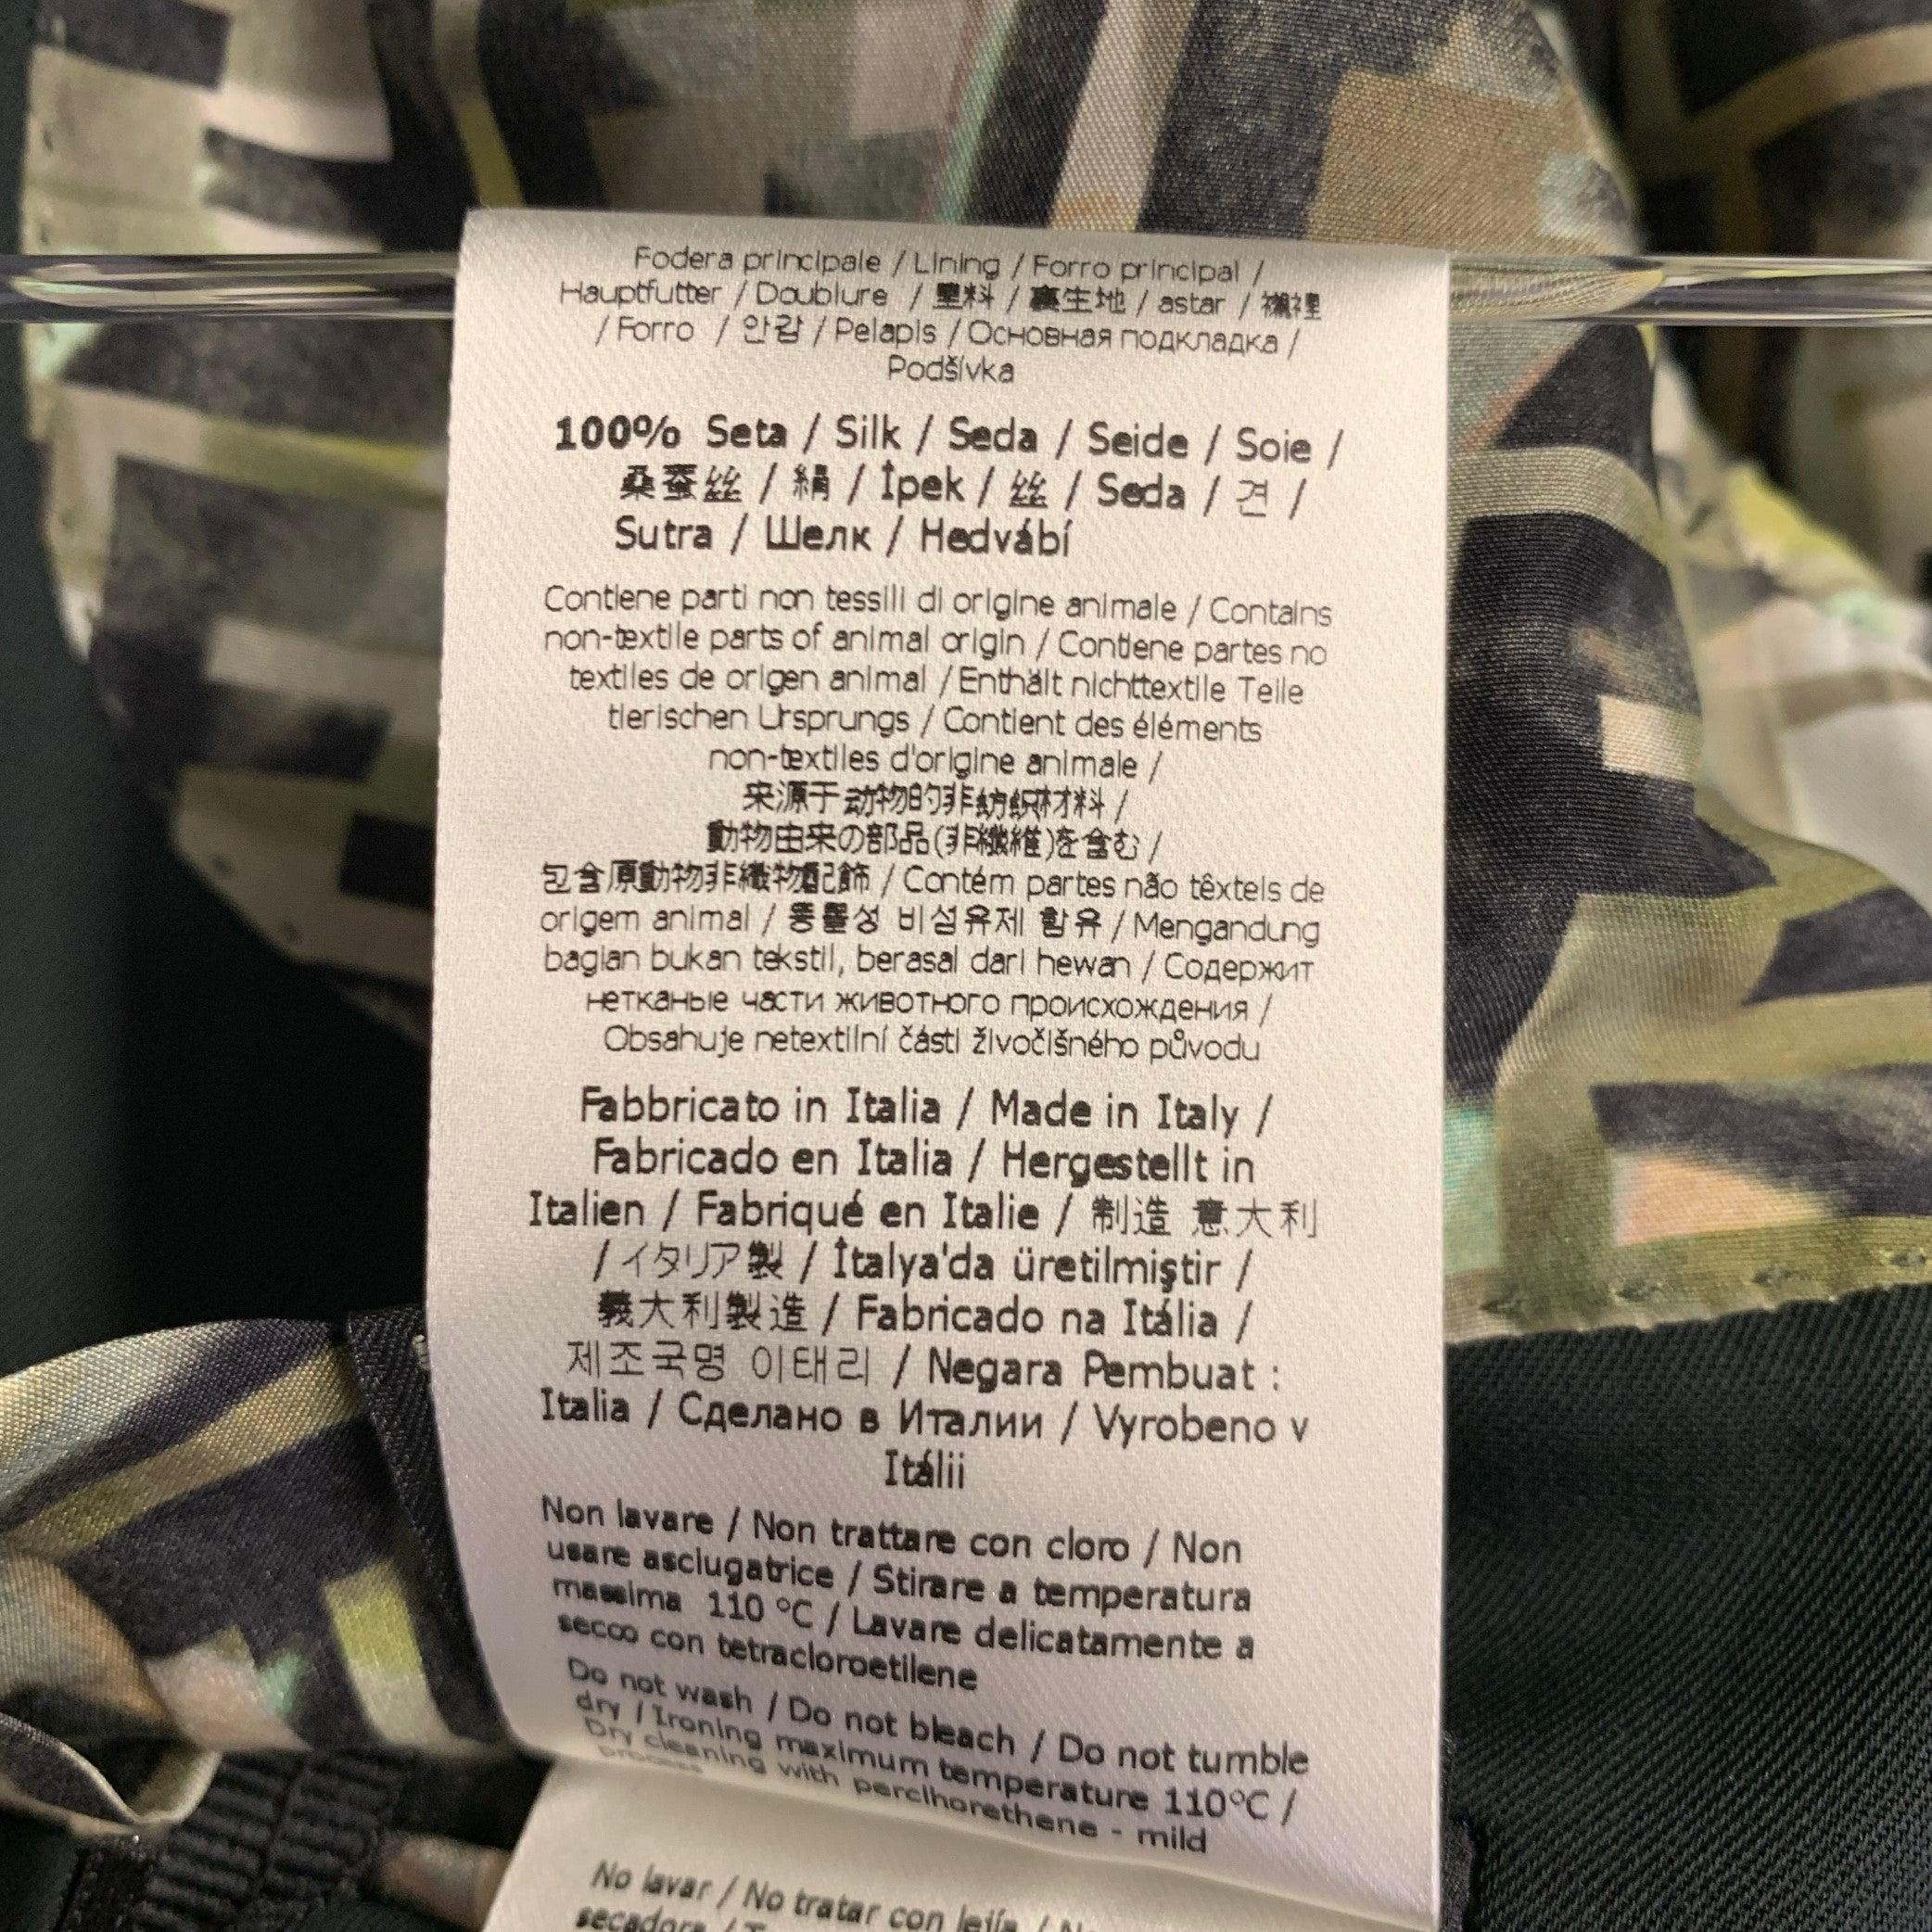 Fodera principale / Lining / Forro principal /
Hauptfutter / Doublure / 里料 / 裏生地 / astar / 襯裡
/ Forro / 안감 / Pelapis / Основная подкладка /
Podšívka
100% Seta / Silk / Seda / Seide / Soie /
桑蚕丝 / 絹 / İpek / 丝 / Seda / 견 /
Sutra / Шелк / Hedvábí
Contiene parti non tessili di origine animale / Contains
non-textile parts of animal origin / Contiene partes no
textiles de origen animal / Enthält nichttextile Teile
tierischen Ursprungs / Contient des éléments
non-textiles d'origine animale /
来源于动物的非纺织材料 /
動物由来の部品(非繊維)を含む /
包含原動物非纖物配飾 / Contém partes não têxteis de
origem animal / 동물성 비섬유제 함유 / Mengandung
bagian bukan tekstil, berasal dari hewan / Содержит
нетканые части животного происхождения /
Obsahuje netextilní části živočišného původu
Fabbricato in Italia / Made in Italy /
Fabricado en Italia / Hergestellt in
Italien / Fabriqué en Italie / 制造 意大利
/ イタリア製 / İtalya'da üretilmiştir /
義大利製造 / Fabricado na Itália /
제조국명 이태리 / Negara Pembuat :
Italia / Сделано в Италии / Vyrobeno v
Itálii
Non lavare / Non trattare con cloro / Non
usare asciugatrice / Stirare a temperatura
massima 110 °C / Lavare delicatamente a
secco con tetracloroetilene
Do not wash / Do not bleach / Do not tumble
dry / Ironing maximum temperature 110°C /
Dry cleaning with perclhorethene - mild
process
No lavar / No tratar con lejía /
secadora /